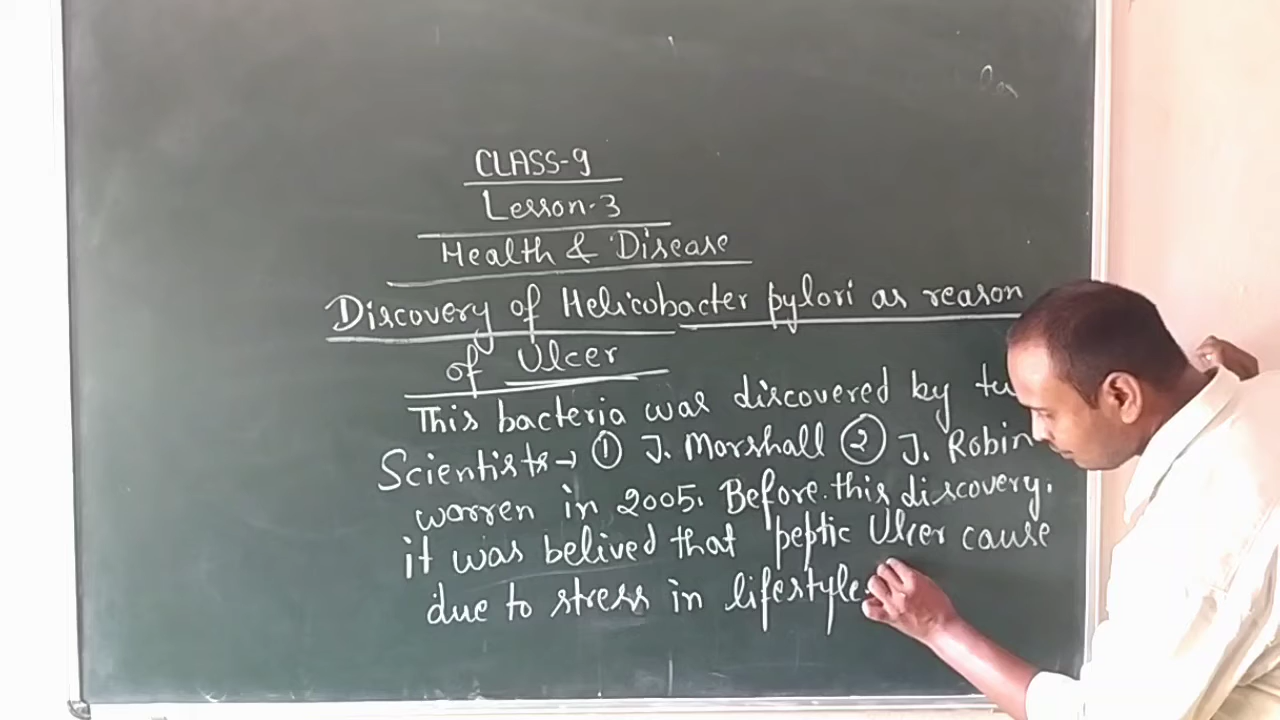 CLASS-9
Lesson-3
Health & Disease
Discovery of Helicobacter pylori as reason
of Ulcer
This bacteria was discovered by
Scientists→ ① J. Marshall ② J. Robin
warren in 2005. Before this discovery.
it was belived that peptic Ulcer cause
due to stress in lifestyle